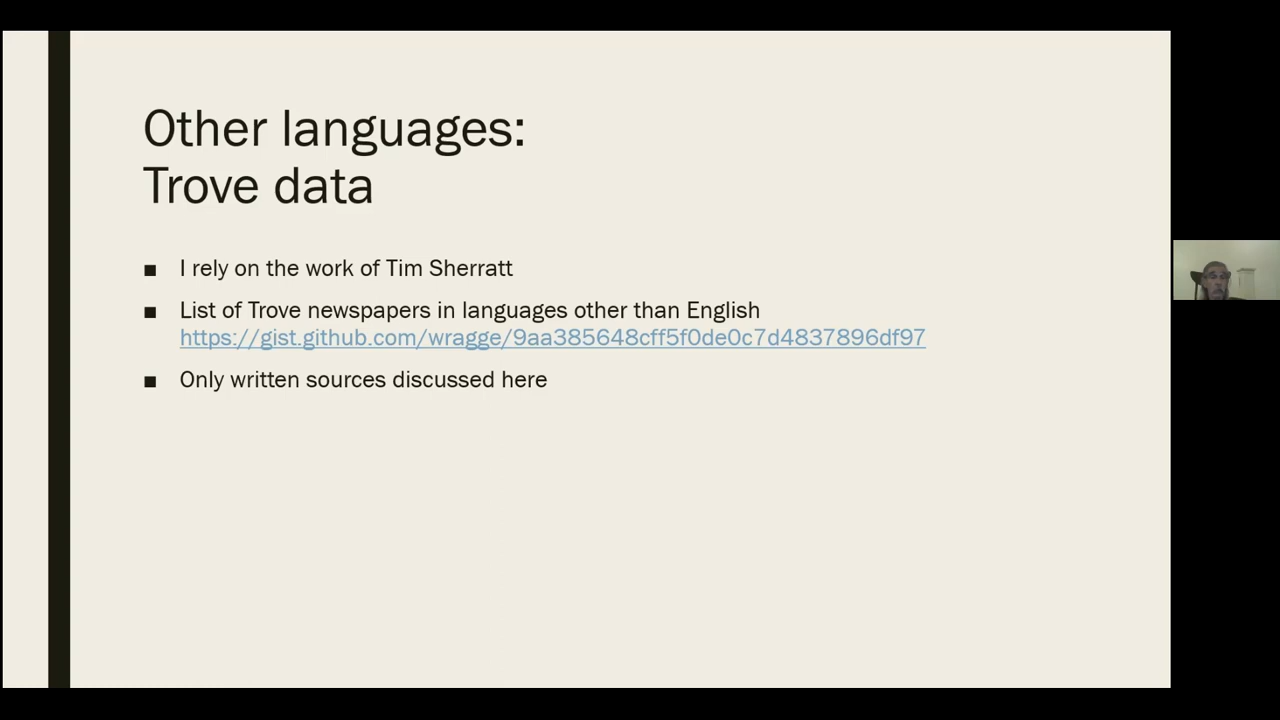 Other languages:
Trove data
■ I rely on the work of Tim Sherratt
■ List of Trove newspapers in languages other than English
https://gist.github.com/wragge/9aa385648cff5f0de0c7d4837896df97
■ Only written sources discussed here